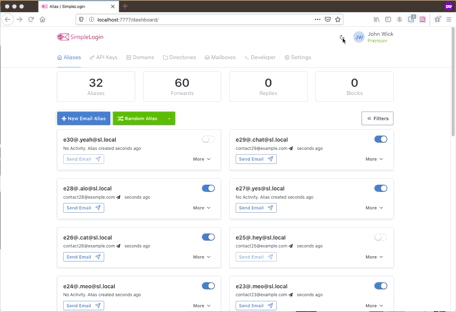 Alias | SimpleLogin
localhost:7777/dashboard/
SimpleLogin
JW
John Wick
Premium
Aliases
API Keys
Domains
Directories
Mailboxes
Developer
Settings
32
Aliases
60
Forwards
0
Replies
0
Blocks
+ New Email Alias
Random Alias
Filters
e30@.yeah@sl.local
No Activity. Alias created seconds ago
Send Email
More
e29@.chat@sl.local
contact29@example.com seconds ago
Send Email
More
e28@.alo@sl.local
contact28@example.com seconds ago
Send Email
More
e27@.yes@sl.local
No Activity. Alias created seconds ago
Send Email
More
e26@.cat@sl.local
contact26@example.com seconds ago
Send Email
More
e25@.hey@sl.local
contact25@example.com seconds ago
Send Email
More
e24@.meo@sl.local
No Activity. Alias created seconds ago
Send Email
More
e23@.meo@sl.local
contact23@example.com seconds ago
Send Email
More